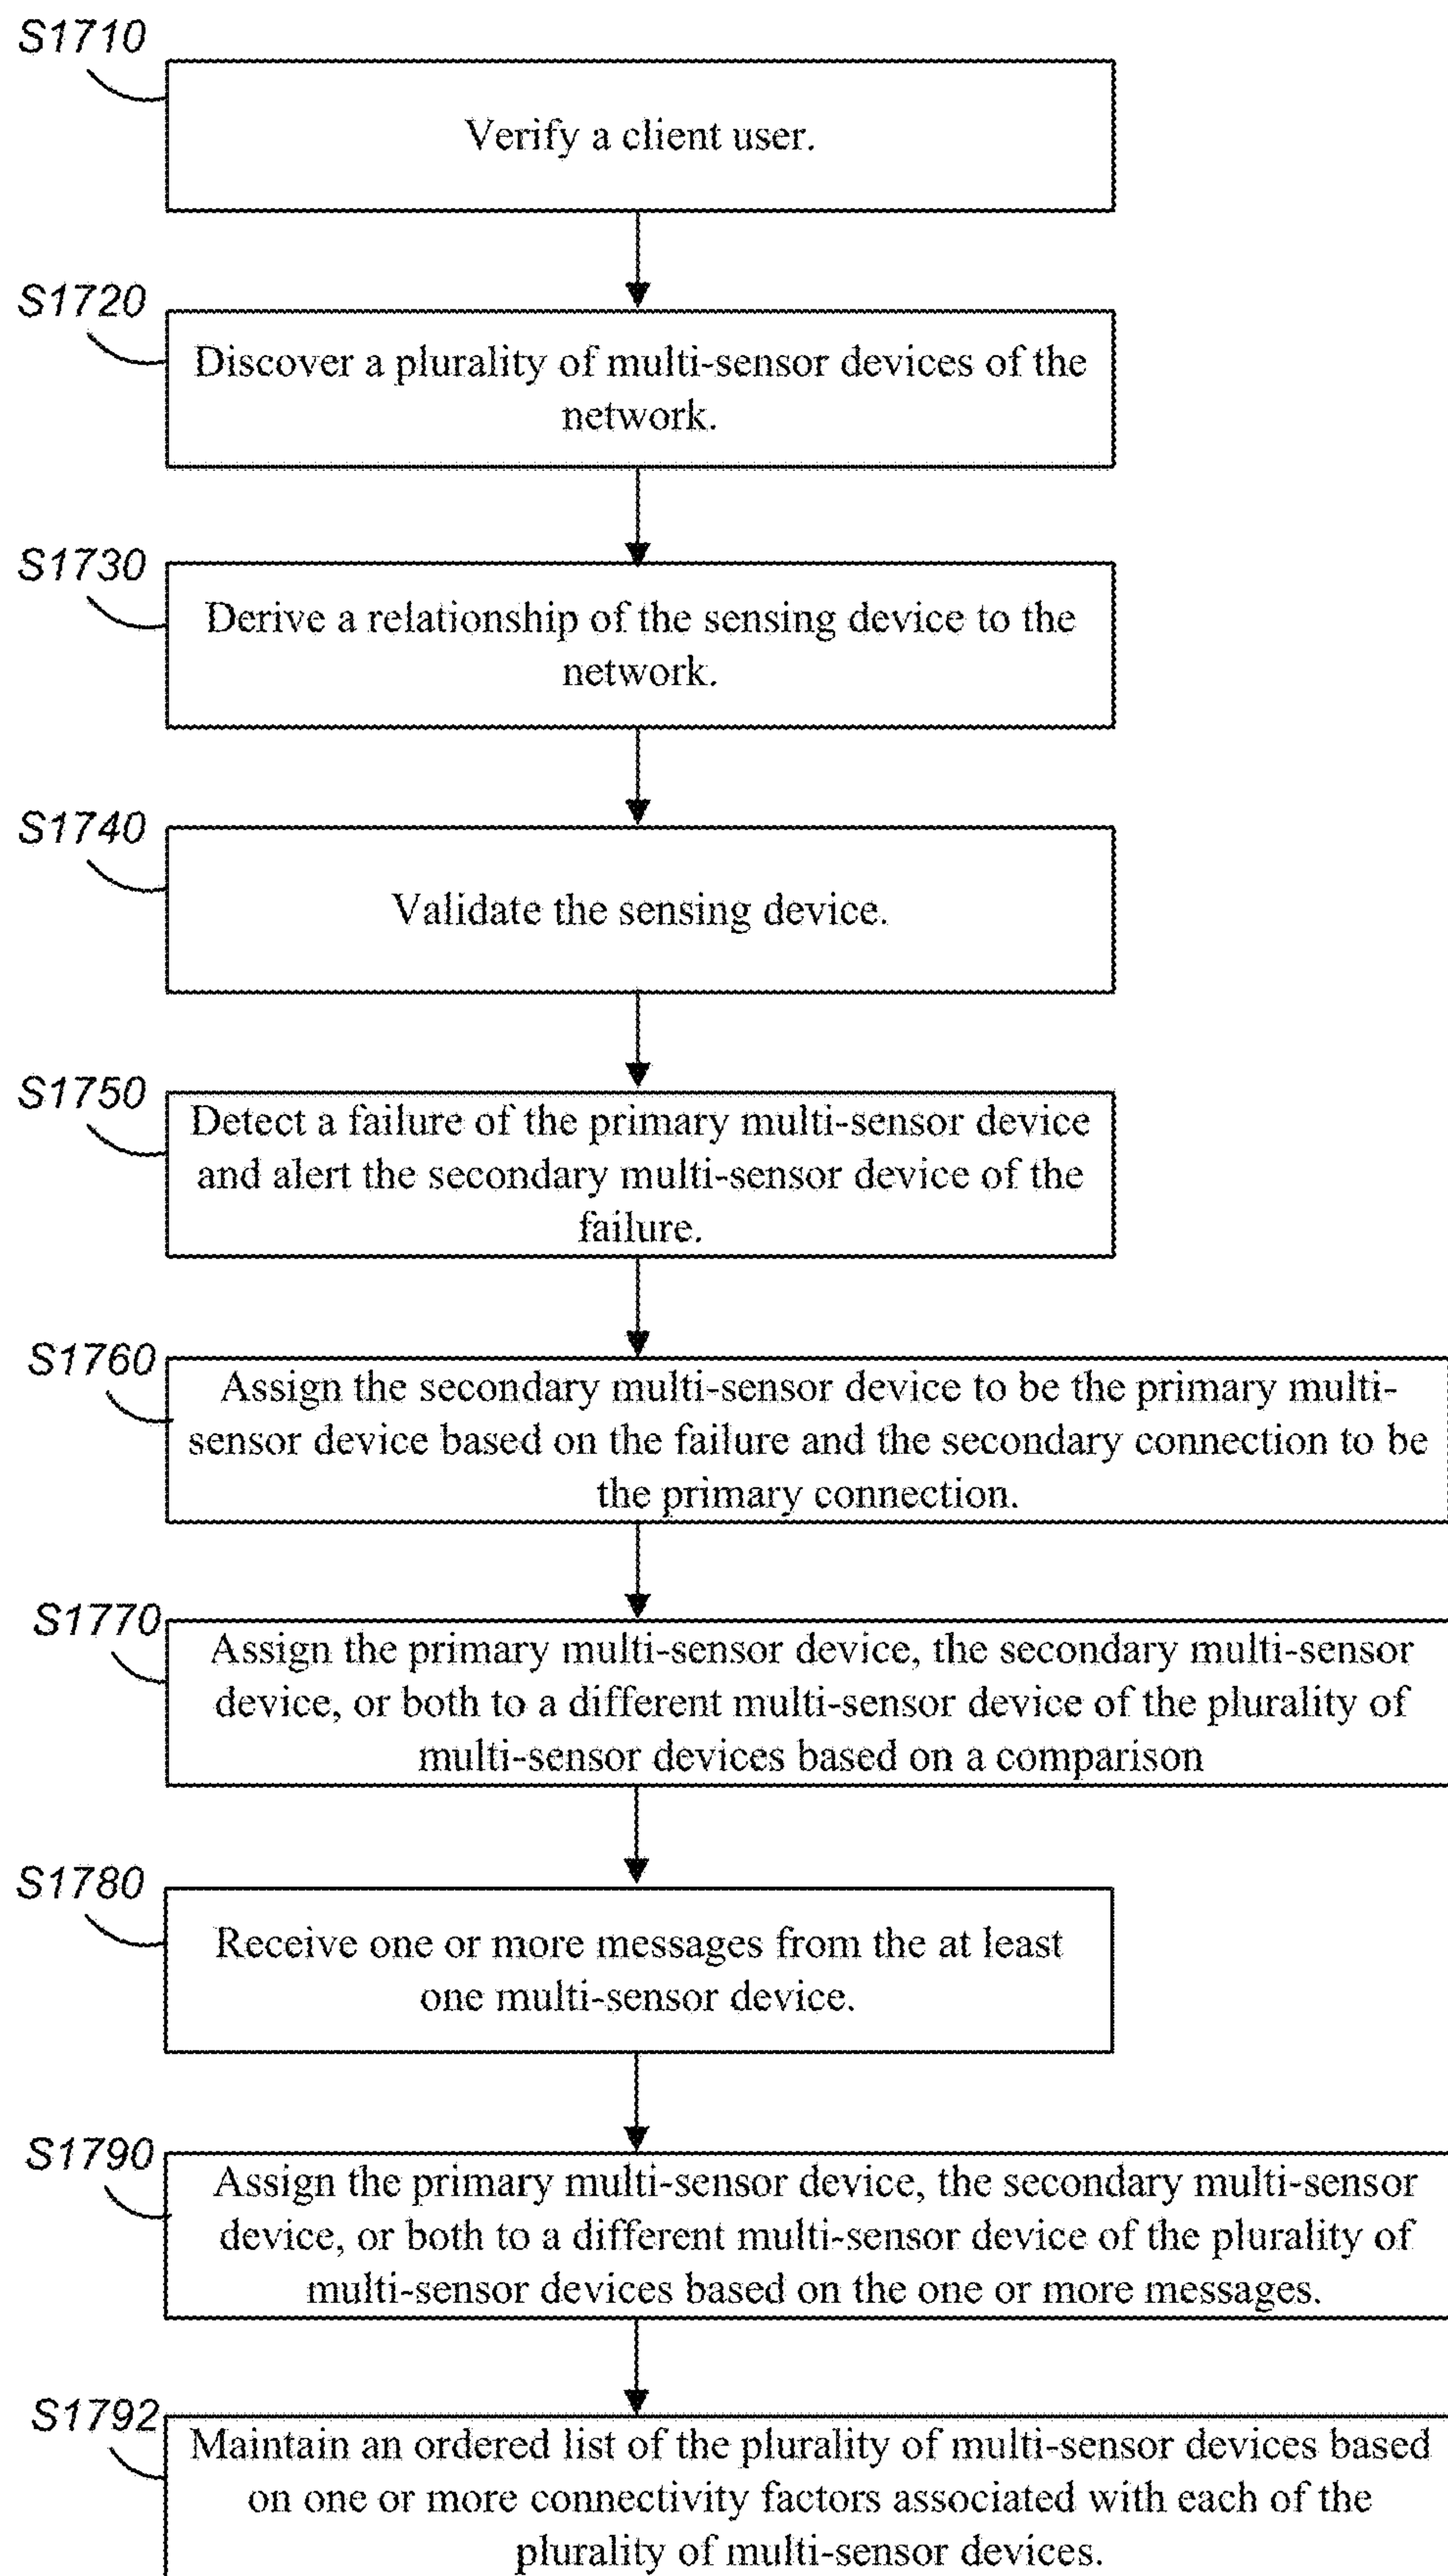 S1710
Verify a client user.
S1720
Discover a plurality of multi-sensor devices of the
network.
S1730
Derive a relationship of the sensing device to the
network.
S1740
Validate the sensing device.
S1750
Detect a failure of the primary multi-sensor device
and alert the secondary multi-sensor device of the
failure.
S1760
Assign the secondary multi-sensor device to be the primary multi-
sensor device based on the failure and the secondary connection to be
the primary connection.
S1770
Assign the primary multi-sensor device, the secondary multi-sensor
device, or both to a different multi-sensor device of the plurality of
multi-sensor devices based on a comparison
S1780
Receive one or more messages from the at least
one multi-sensor device.
S1790
Assign the primary multi-sensor device, the secondary multi-sensor
device, or both to a different multi-sensor device of the plurality of
multi-sensor devices based on the one or more messages.
S1792
Maintain an ordered list of the plurality of multi-sensor devices based
on one or more connectivity factors associated with each of the
plurality of multi-sensor devices.